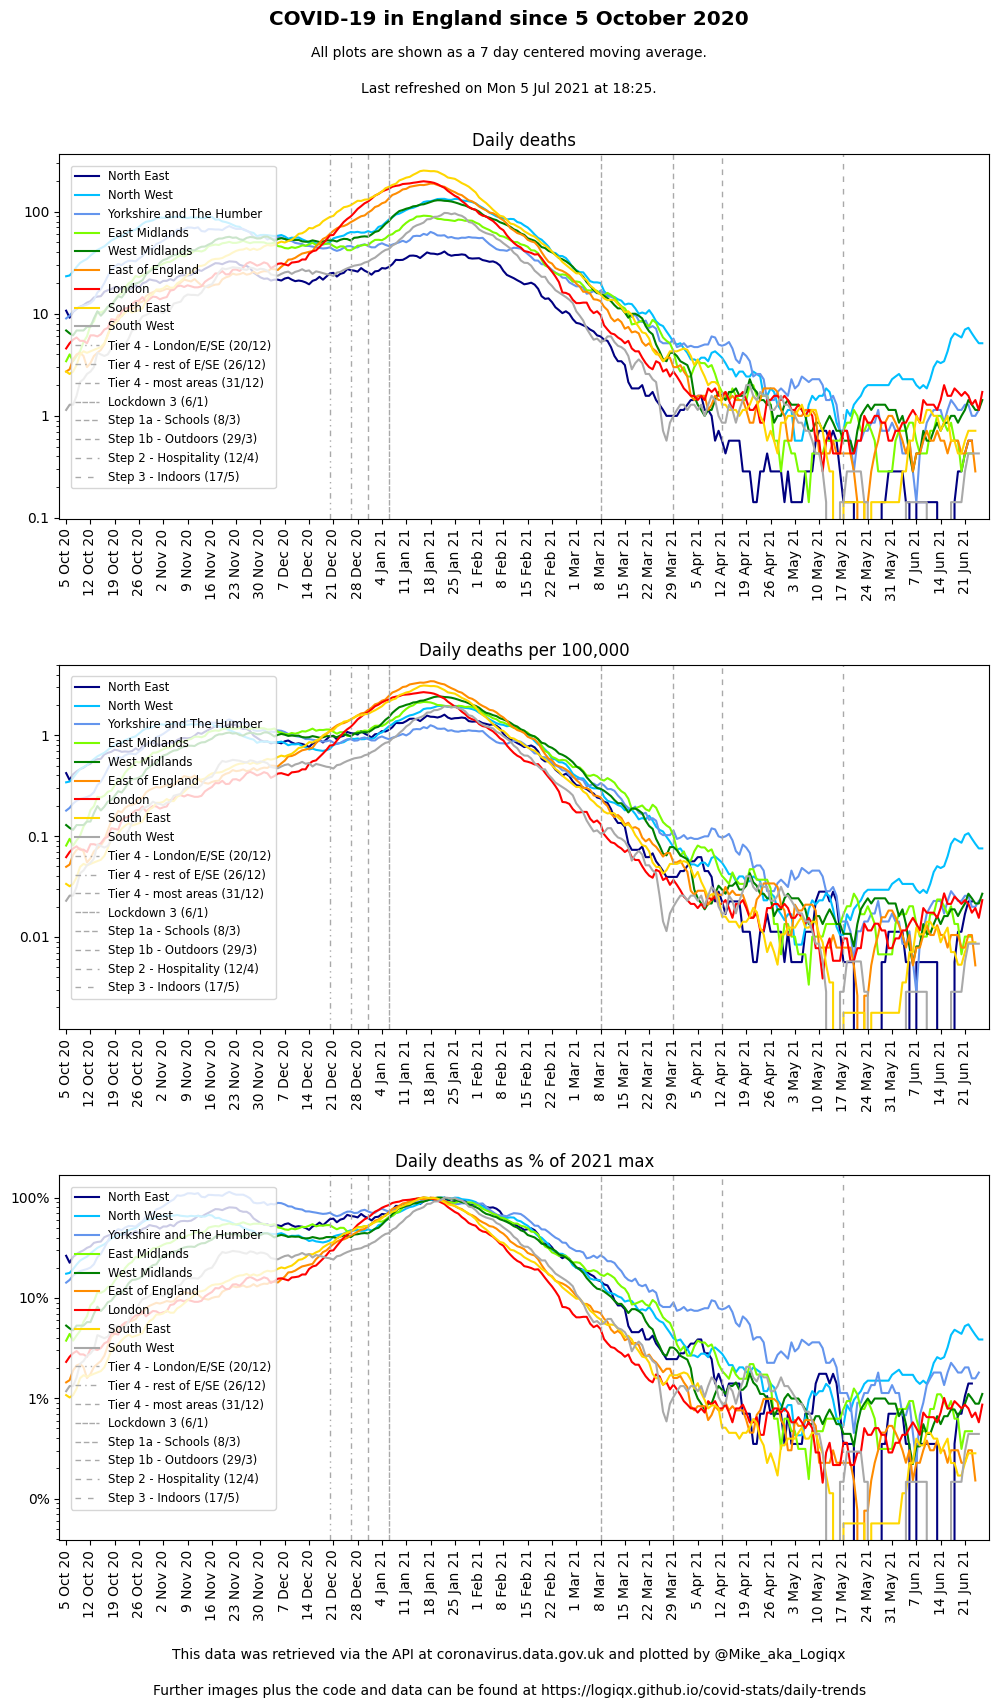 COVID-19 in England since 5 October 2020
All plots are shown as a 7 day centered moving average.
Last refreshed on Mon 5 Jul 2021 at 18:25.
Daily deaths
North East
North West
Yorkshire and The Humber
East Midlands
West Midlands
East of England
London
South East
South West
Tier 4 - London/E/SE (20/12)
Tier 4 - rest of E/SE (26/12)
Tier 4 - most areas (31/12)
Lockdown 3 (6/1)
Step 1a - Schools (8/3)
Step 1b - Outdoors (29/3)
Step 2 - Hospitality (12/4)
Step 3 - Indoors (17/5)
100
10
1
0.1
5 Oct 20
12 Oct 20
19 Oct 20
26 Oct 20
2 Nov 20
9 Nov 20
16 Nov 20
23 Nov 20
30 Nov 20
7 Dec 20
14 Dec 20
21 Dec 20
28 Dec 20
4 Jan 21
11 Jan 21
18 Jan 21
25 Jan 21
1 Feb 21
8 Feb 21
15 Feb 21
22 Feb 21
1 Mar 21
8 Mar 21
15 Mar 21
22 Mar 21
29 Mar 21
5 Apr 21
12 Apr 21
19 Apr 21
26 Apr 21
3 May 21
10 May 21
17 May 21
24 May 21
31 May 21
7 Jun 21
14 Jun 21
21 Jun 21
Daily deaths per 100,000
North East
North West
Yorkshire and The Humber
East Midlands
West Midlands
East of England
London
South East
South West
Tier 4 - London/E/SE (20/12)
Tier 4 - rest of E/SE (26/12)
Tier 4 - most areas (31/12)
Lockdown 3 (6/1)
Step 1a - Schools (8/3)
Step 1b - Outdoors (29/3)
Step 2 - Hospitality (12/4)
Step 3 - Indoors (17/5)
1
0.1
0.01
5 Oct 20
12 Oct 20
19 Oct 20
26 Oct 20
2 Nov 20
9 Nov 20
16 Nov 20
23 Nov 20
30 Nov 20
7 Dec 20
14 Dec 20
21 Dec 20
28 Dec 20
4 Jan 21
11 Jan 21
18 Jan 21
25 Jan 21
1 Feb 21
8 Feb 21
15 Feb 21
22 Feb 21
1 Mar 21
8 Mar 21
15 Mar 21
22 Mar 21
29 Mar 21
5 Apr 21
12 Apr 21
19 Apr 21
26 Apr 21
3 May 21
10 May 21
17 May 21
24 May 21
31 May 21
7 Jun 21
14 Jun 21
21 Jun 21
Daily deaths as % of 2021 max
North East
North West
Yorkshire and The Humber
East Midlands
West Midlands
East of England
London
South East
South West
Tier 4 - London/E/SE (20/12)
Tier 4 - rest of E/SE (26/12)
Tier 4 - most areas (31/12)
Lockdown 3 (6/1)
Step 1a - Schools (8/3)
Step 1b - Outdoors (29/3)
Step 2 - Hospitality (12/4)
Step 3 - Indoors (17/5)
100%
10%
1%
0%
5 Oct 20
12 Oct 20
19 Oct 20
26 Oct 20
2 Nov 20
9 Nov 20
16 Nov 20
23 Nov 20
30 Nov 20
7 Dec 20
14 Dec 20
21 Dec 20
28 Dec 20
4 Jan 21
11 Jan 21
18 Jan 21
25 Jan 21
1 Feb 21
8 Feb 21
15 Feb 21
22 Feb 21
1 Mar 21
8 Mar 21
15 Mar 21
22 Mar 21
29 Mar 21
5 Apr 21
12 Apr 21
19 Apr 21
26 Apr 21
3 May 21
10 May 21
17 May 21
24 May 21
31 May 21
7 Jun 21
14 Jun 21
21 Jun 21
This data was retrieved via the API at coronavirus.data.gov.uk and plotted by @Mike_aka_Logiqx
Further images plus the code and data can be found at https://logiqx.github.io/covid-stats/daily-trends